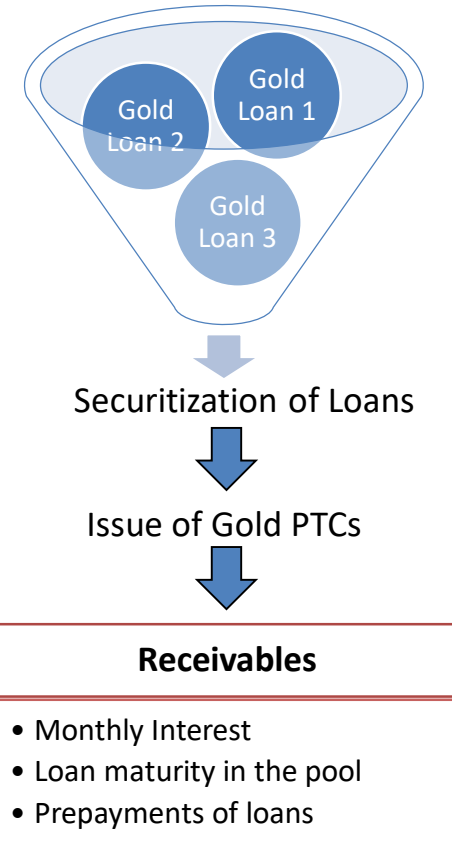 Gold
Loan 1
Gold
Loan 2
Gold
Loan 3
Securitization of Loans
Issue of Gold PTCs
Receivables
• Monthly Interest
• Loan maturity in the pool
• Prepayments of loans